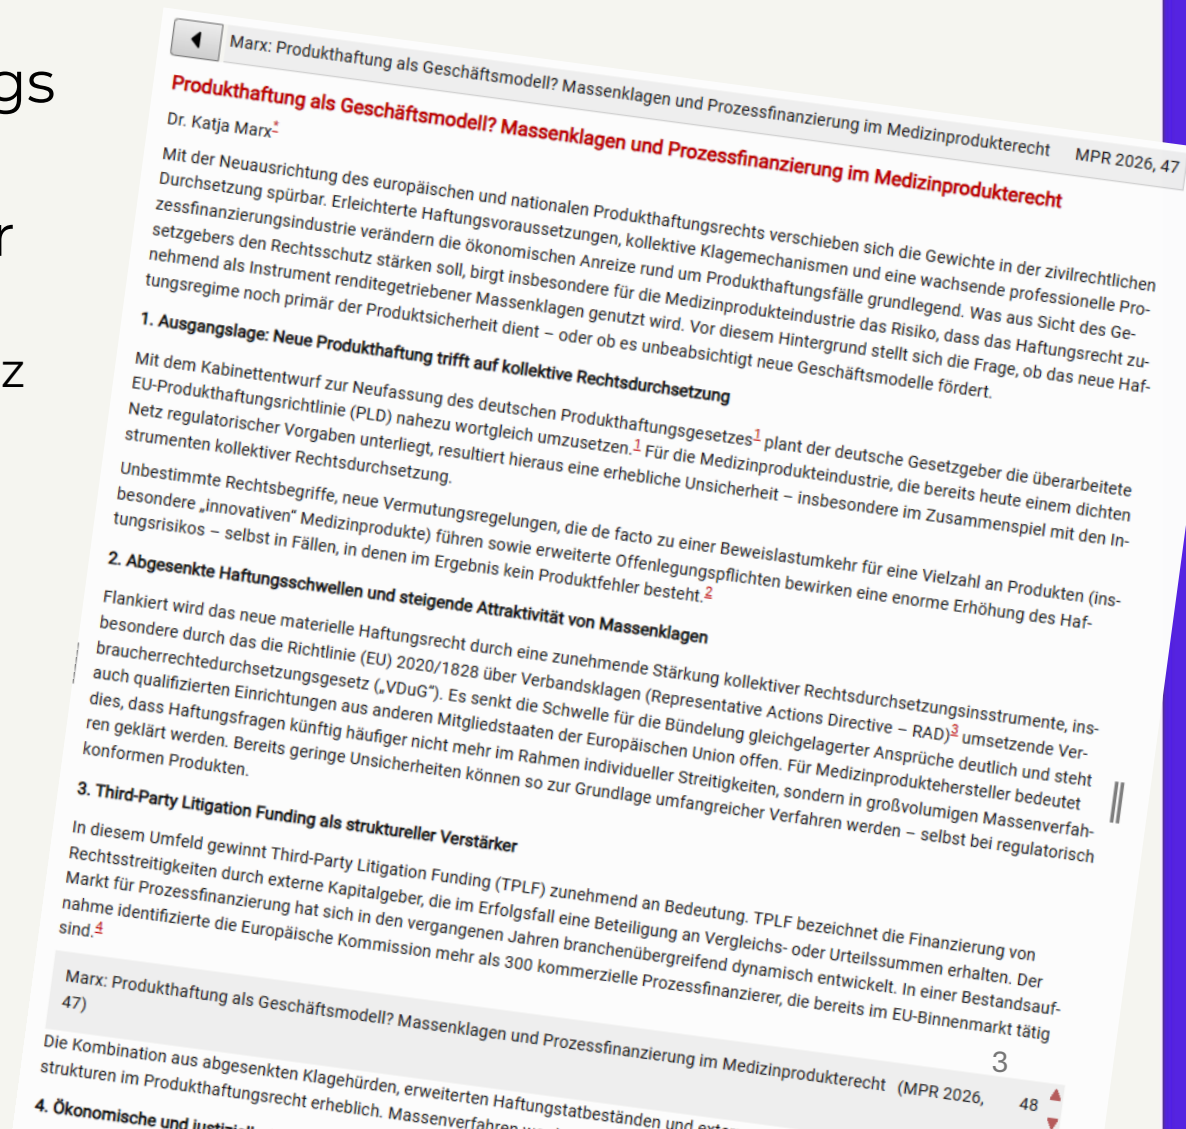 gs
r
z
Marx: Produkthaftung als Geschäftsmodell? Massenklagen und Prozessfinanzierung im Medizinprodukterecht MPR 2026, 47
Produkthaftung als Geschäftsmodell? Massenklagen und Prozessfinanzierung im Medizinprodukterecht
Dr. Katja Marx*
Mit der Neuausrichtung des europäischen und nationalen Produkthaftungsrechts verschieben sich die Gewichte in der zivilrechtlichen
Durchsetzung spürbar. Erleichterte Haftungsvoraussetzungen, kollektive Klagemechanismen und eine wachsende professionelle Pro-
zessfinanzierungsindustrie verändern die ökonomischen Anreize rund um Produkthaftungsfälle grundlegend. Was aus Sicht des Ge-
setzgebers den Rechtsschutz stärken soll, birgt insbesondere für die Medizinprodukteindustrie das Risiko, dass das Haftungsrecht zu-
nehmend als Instrument renditegetriebener Massenklagen genutzt wird. Vor diesem Hintergrund stellt sich die Frage, ob das neue Haf-
tungsregime noch primär der Produktsicherheit dient – oder ob es unbeabsichtigt neue Geschäftsmodelle fördert.
1. Ausgangslage: Neue Produkthaftung trifft auf kollektive Rechtsdurchsetzung
Mit dem Kabinettentwurf zur Neufassung des deutschen Produkthaftungsgesetzes1 plant der deutsche Gesetzgeber die überarbeitete
EU-Produkthaftungsrichtlinie (PLD) nahezu wortgleich umzusetzen.1 Für die Medizinprodukteindustrie, die bereits heute einem dichten
Netz regulatorischer Vorgaben unterliegt, resultiert hieraus eine erhebliche Unsicherheit – insbesondere im Zusammenspiel mit den In-
strumenten kollektiver Rechtsdurchsetzung.
Unbestimmte Rechtsbegriffe, neue Vermutungsregelungen, die de facto zu einer Beweislastumkehr für eine Vielzahl an Produkten (ins-
besondere „innovativen“ Medizinprodukte) führen sowie erweiterte Offenlegungspflichten bewirken eine enorme Erhöhung des Haf-
tungsrisikos – selbst in Fällen, in denen im Ergebnis kein Produktfehler besteht.2
2. Abgesenkte Haftungsschwellen und steigende Attraktivität von Massenklagen
Flankiert wird das neue materielle Haftungsrecht durch eine zunehmende Stärkung kollektiver Rechtsdurchsetzungsinsstrumente, ins-
besondere durch das die Richtlinie (EU) 2020/1828 über Verbandsklagen (Representative Actions Directive – RAD)3 umsetzende Ver-
braucherrechtedurchsetzungsgesetz („VDuG“). Es senkt die Schwelle für die Bündelung gleichgelagerter Ansprüche deutlich und steht
auch qualifizierten Einrichtungen aus anderen Mitgliedstaaten der Europäischen Union offen. Für Medizinproduktehersteller bedeutet
dies, dass Haftungsfragen künftig häufiger nicht mehr im Rahmen individueller Streitigkeiten, sondern in großvolumigen Massenverfah-
ren geklärt werden. Bereits geringe Unsicherheiten können so zur Grundlage umfangreicher Verfahren werden – selbst bei regulatorisch
konformen Produkten.
3. Third-Party Litigation Funding als struktureller Verstärker
In diesem Umfeld gewinnt Third-Party Litigation Funding (TPLF) zunehmend an Bedeutung. TPLF bezeichnet die Finanzierung von
Rechtsstreitigkeiten durch externe Kapitalgeber, die im Erfolgsfall eine Beteiligung an Vergleichs- oder Urteilssummen erhalten. Der
Markt für Prozessfinanzierung hat sich in den vergangenen Jahren branchenübergreifend dynamisch entwickelt. In einer Bestandsauf-
nahme identifizierte die Europäische Kommission mehr als 300 kommerzielle Prozessfinanzierer, die bereits im EU-Binnenmarkt tätig
sind.4
Marx: Produkthaftung als Geschäftsmodell? Massenklagen und Prozessfinanzierung im Medizinprodukterecht (MPR 2026, 48
47)
3
Die Kombination aus abgesenkten Klagehürden, erweiterten Haftungstatbeständen und
strukturen im Produkthaftungsrecht erheblich. Massenverfahren
4. Ökonomische und